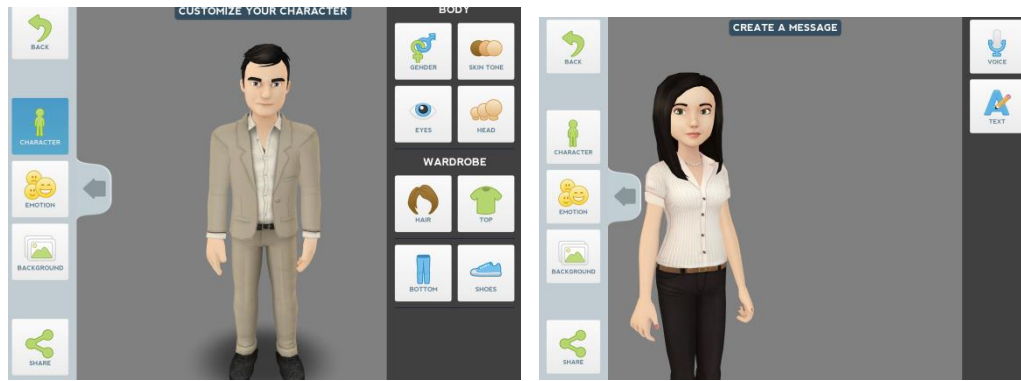 CUSTOMIZE YOUR CHARACTER
BACK
CHARACTER
EMOTION
BACKGROUND
SHARE
BODY
GENDER
SKIN TONE
EYES
HEAD
WARDROBE
HAIR
TOP
BOTTOM
SHOES
CREATE A MESSAGE
BACK
CHARACTER
EMOTION
BACKGROUND
SHARE
VOICE
TEXT